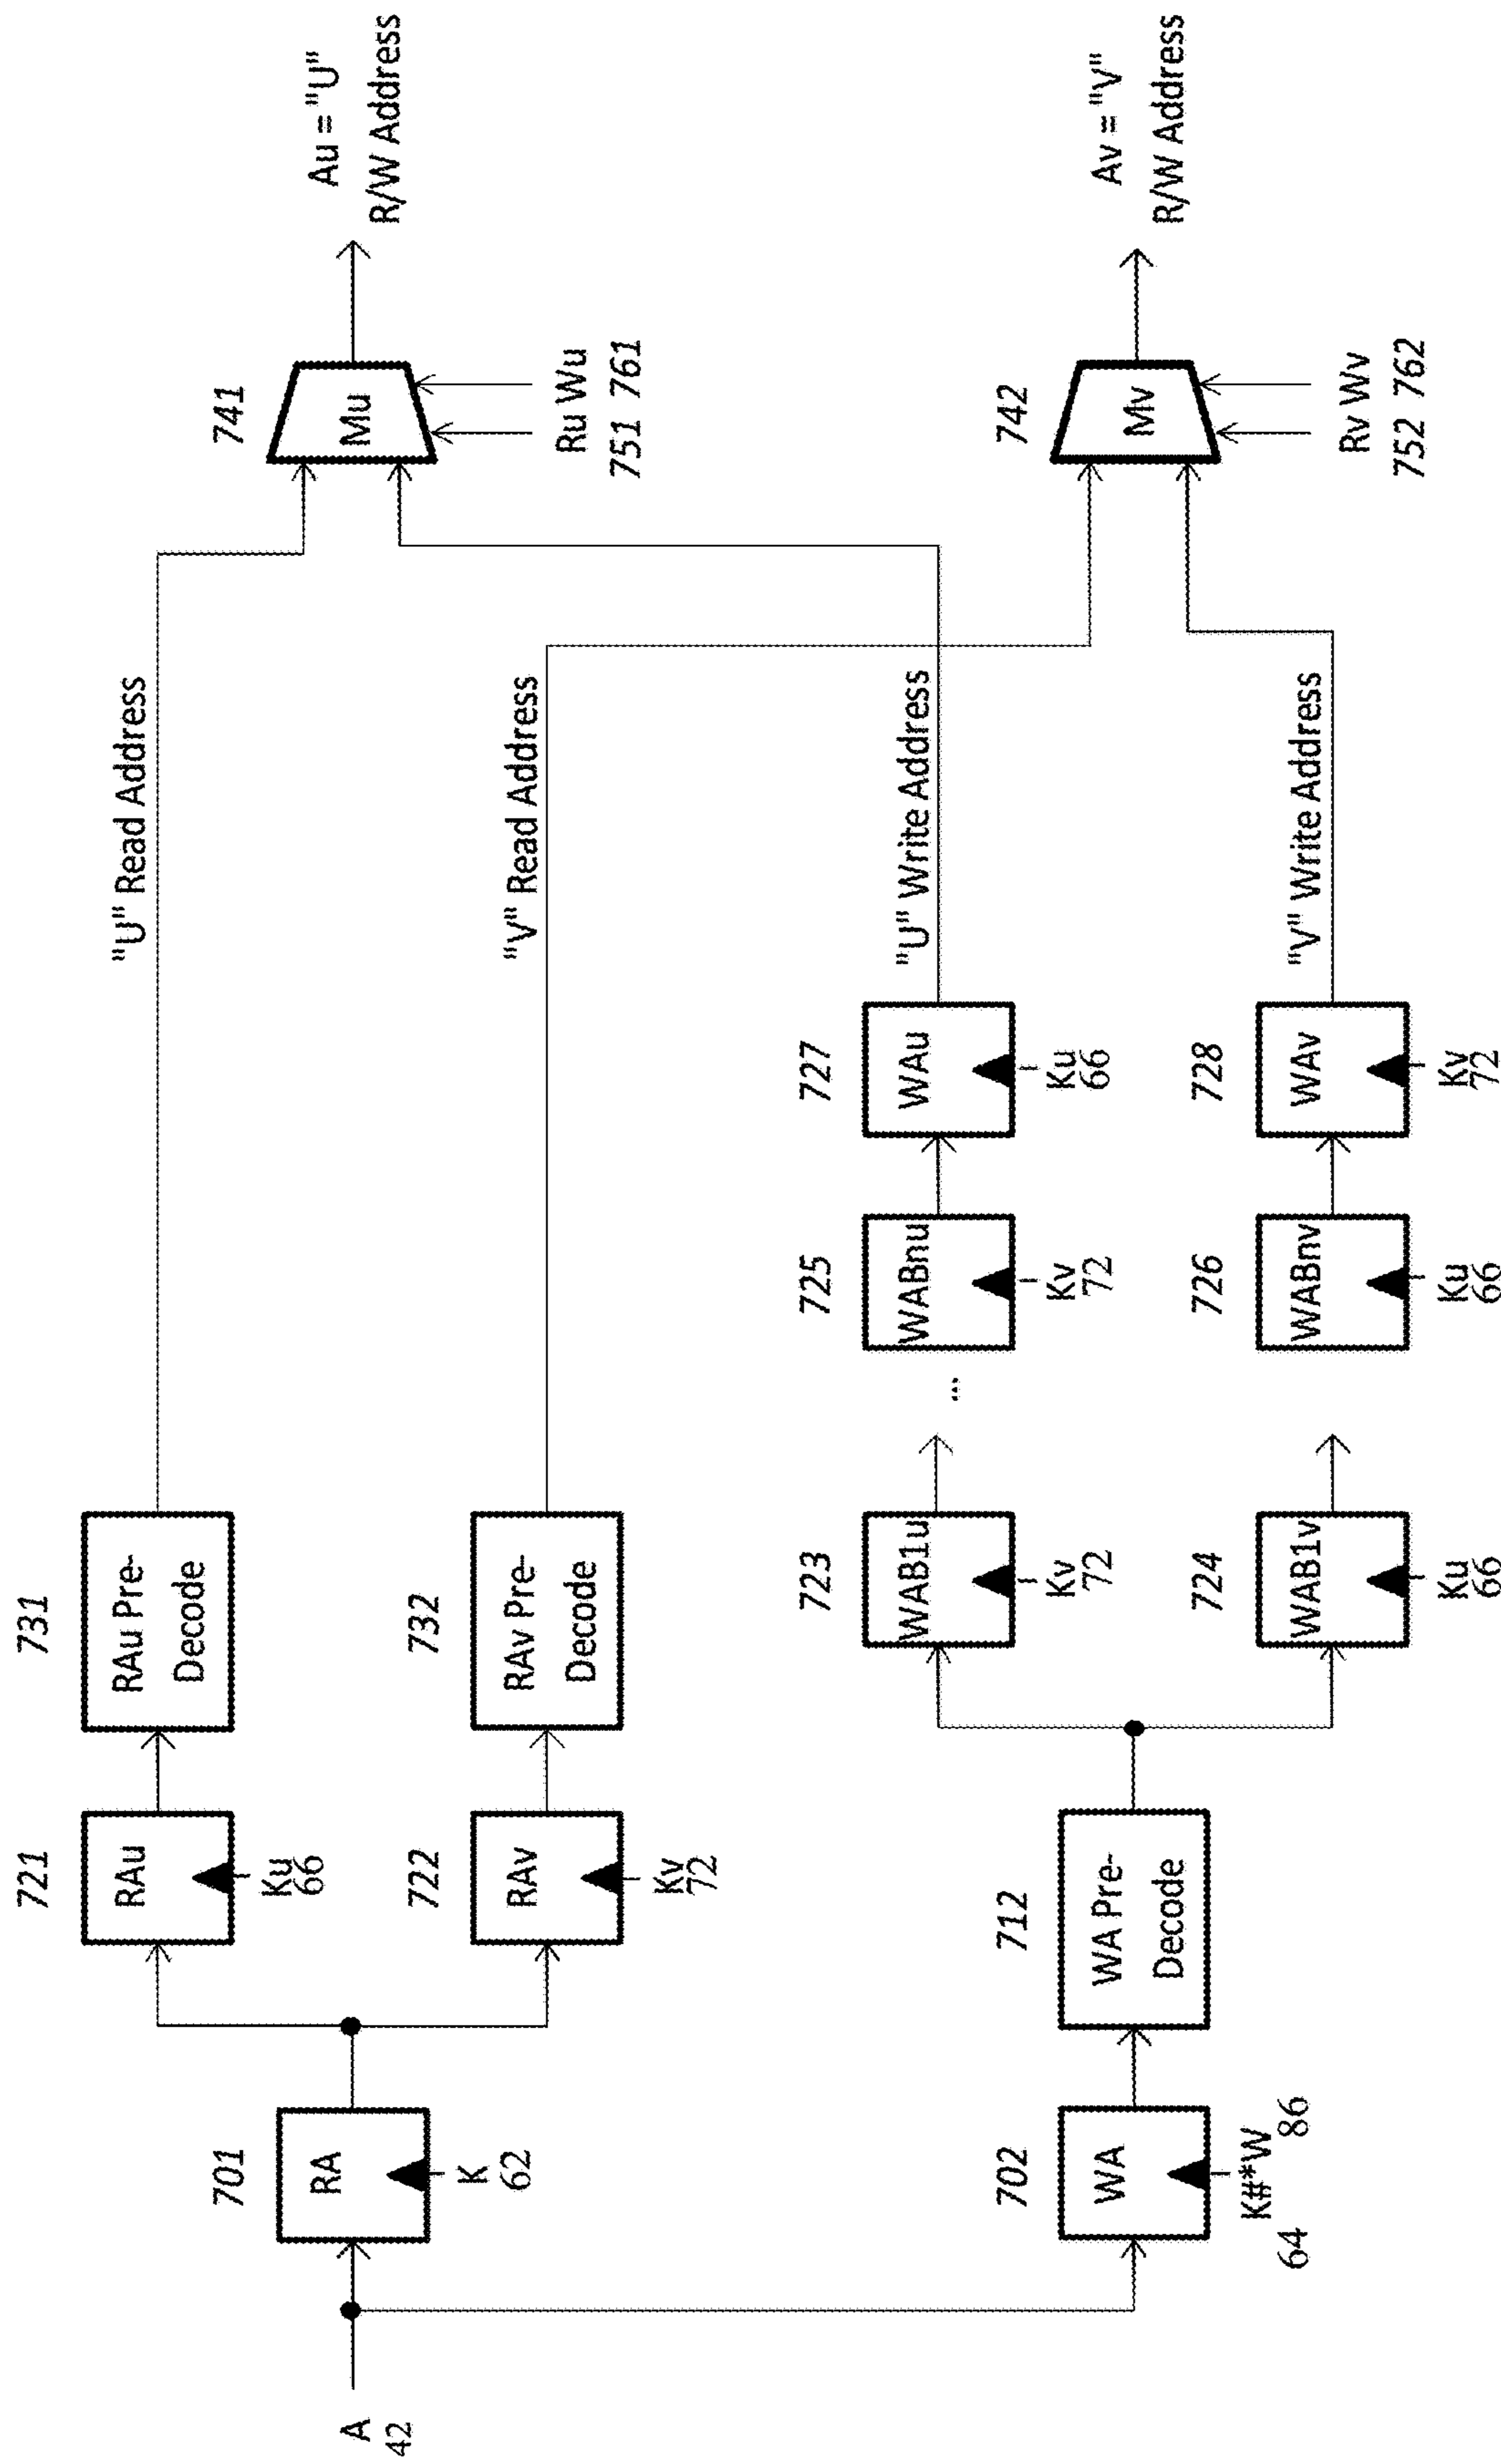 A
42
701
RA
K
62
702
WA
K#*W
64
86
712
WA Pre-
Decode
721
RAu
Ku
66
722
RAv
Kv
72
731
RAu Pre-
Decode
732
RAv Pre-
Decode
723
WAB1u
Kv
72
724
WAB1v
Ku
66
...
725
WABnu
Kv
72
726
WABnv
Ku
66
727
WAu
Ku
66
728
WAv
Kv
72
"U" Read Address
"V" Read Address
"U" Write Address
"V" Write Address
741
Mu
Ru Wu
751 761
742
Mv
Rv Wv
752 762
Au = "U"
R/W Address
Av = "V"
R/W Address